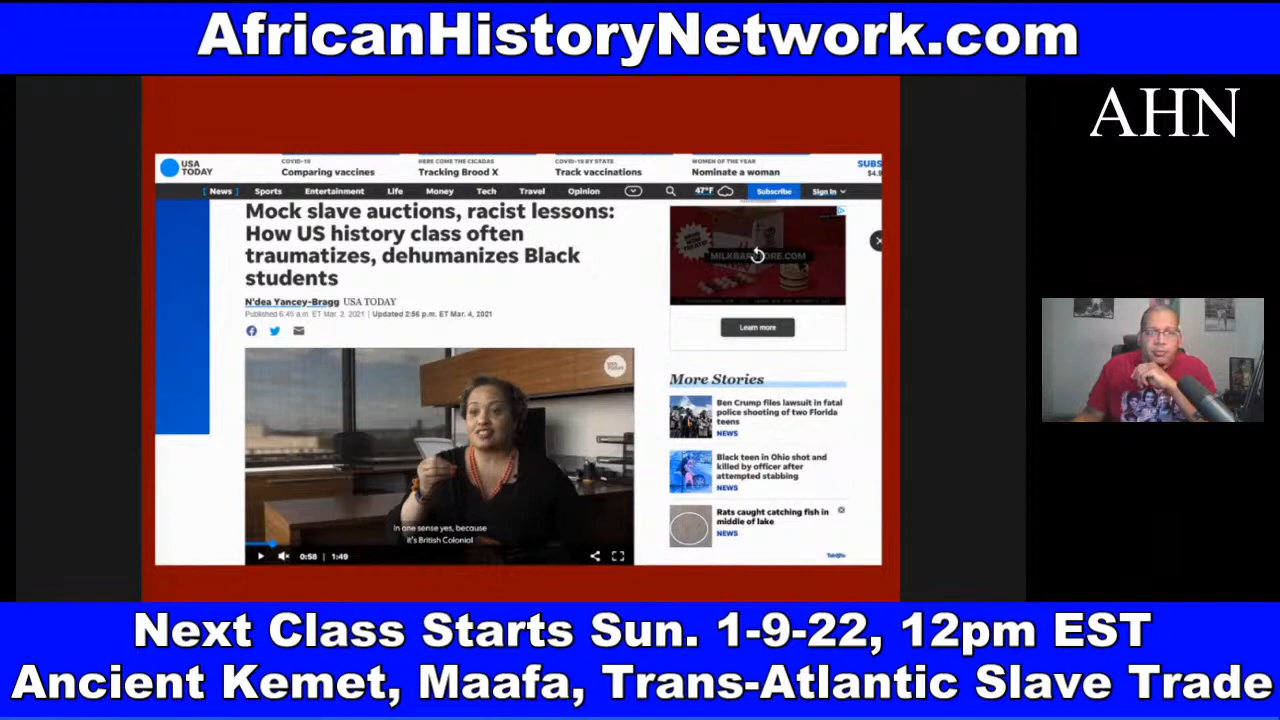 AfricanHistoryNetwork.com
AHN
USA
TODAY
COVID-19
Comparing vaccines
HERE COME THE CICADAS
Tracking Brood X
COVID-19 BY STATE
Track vaccinations
WOMEN OF THE YEAR
Nominate a woman
SUBS
$4.9
[ News ]
Sports
Entertainment
Life
Money
Tech
Travel
Opinion
47°F
Subscribe
Sign In
Mock slave auctions, racist lessons:
How US history class often
traumatizes, dehumanizes Black
students
N'dea Yancey-Bragg USA TODAY
Published 6:45 a.m. ET Mar. 2, 2021 | Updated 2:56 p.m. ET Mar. 4, 2021
USA
TODAY
In one sense yes, because
it's British Colonial
0:58 | 1:49
Learn more
More Stories
Ben Crump files lawsuit in fatal
police shooting of two Florida
teens
NEWS
Black teen in Ohio shot and
killed by officer after
attempted stabbing
NEWS
Rats caught catching fish in
middle of lake
NEWS
Next Class Starts Sun. 1-9-22, 12pm EST
Ancient Kemet, Maafa, Trans-Atlantic Slave Trade